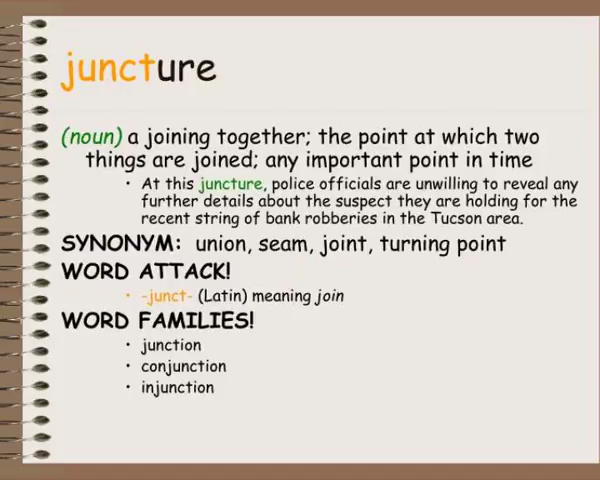 juncture
(noun) a joining together; the point at which two
things are joined; any important point in time
• At this juncture, police officials are unwilling to reveal any
further details about the suspect they are holding for the
recent string of bank robberies in the Tucson area.
SYNONYM: union, seam, joint, turning point
WORD ATTACK!
• -junct- (Latin) meaning join
WORD FAMILIES!
• junction
• conjunction
• injunction